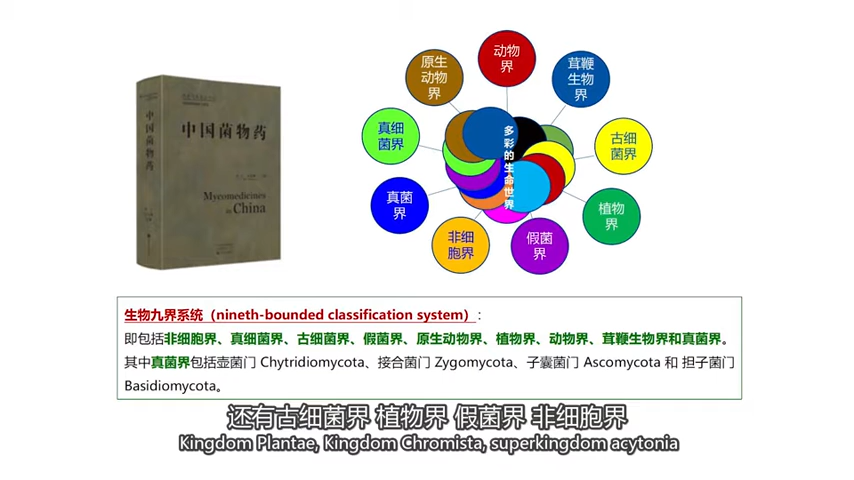 中国菌物药
中国菌物药
Mycomedicines
in China
动物
界
茸鞭
生物
界
古细
菌界
植物
界
假菌
界
非细
胞界
真菌
界
真细
菌界
原生
动物
界
多彩的生命世界
生物九界系统（nineth-bounded classification system）：
即包括非细胞界、真细菌界、古细菌界、假菌界、原生动物界、植物界、动物界、茸鞭生物界和真菌界。
其中真菌界包括壶菌门 Chytridiomycota、接合菌门 Zygomycota、子囊菌门 Ascomycota 和 担子菌门
Basidiomycota。
还有古细菌界 植物界 假菌界 非细胞界
Kingdom Plantae, Kingdom Chromista, superkingdom acytonia